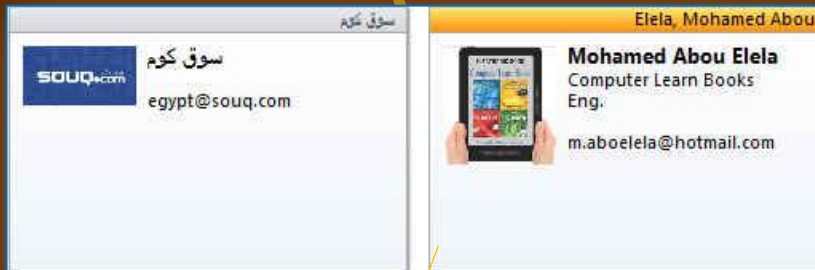 سوق كوم
SOUQ.com
سوق كوم
egypt@souq.com
Elela, Mohamed Abou
Mohamed Abou Elela
Computer Learn Books
Eng.
m.aboelela@hotmail.com